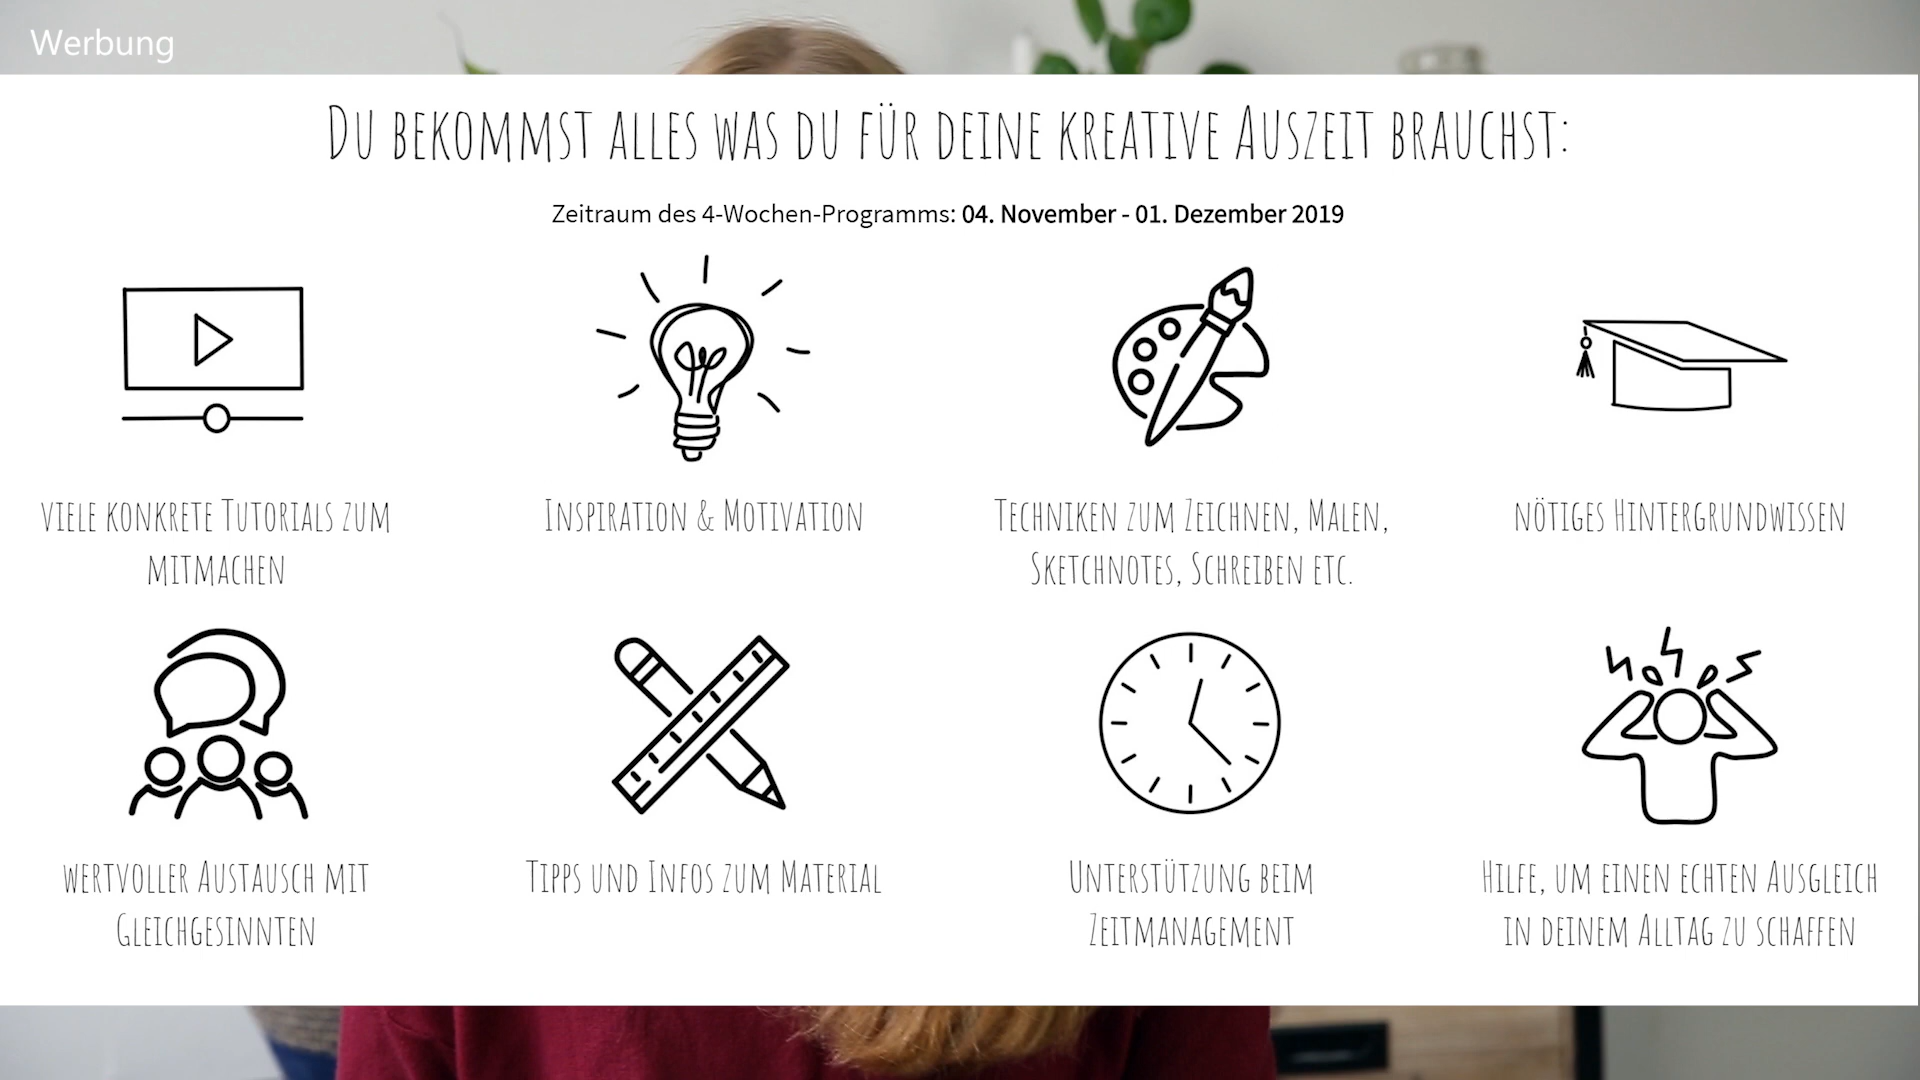 Werbung
Du bekommst alles was du für deine kreative Auszeit brauchst:
Zeitraum des 4-Wochen-Programms: 04. November - 01. Dezember 2019
viele konkrete Tutorials zum
mitmachen
Inspiration & Motivation
Techniken zum Zeichnen, Malen,
Sketchnotes, Schreiben etc.
nötiges Hintergrundwissen
wertvoller Austausch mit
Gleichgesinnten
Tipps und Infos zum Material
Unterstützung beim
Zeitmanagement
Hilfe, um einen echten Ausgleich
in deinem Alltag zu schaffen